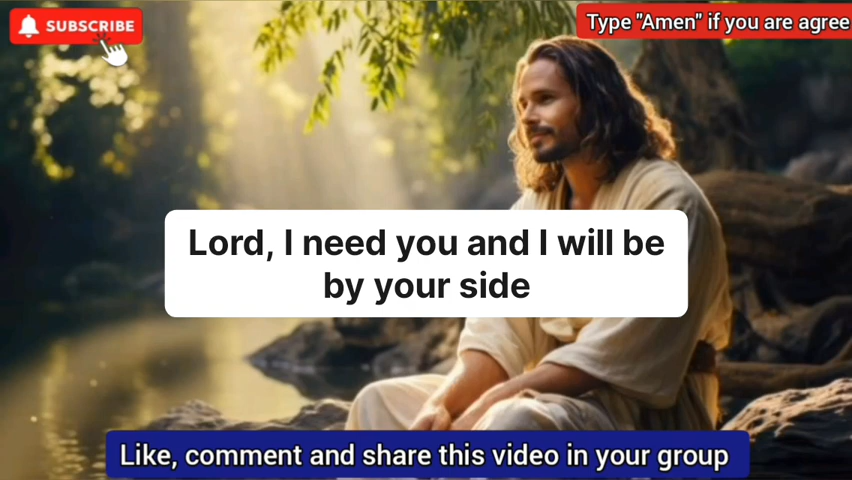 SUBSCRIBE
Type "Amen" if you are agree
Lord, I need you and I will be
by your side
Like, comment and share this video in your group